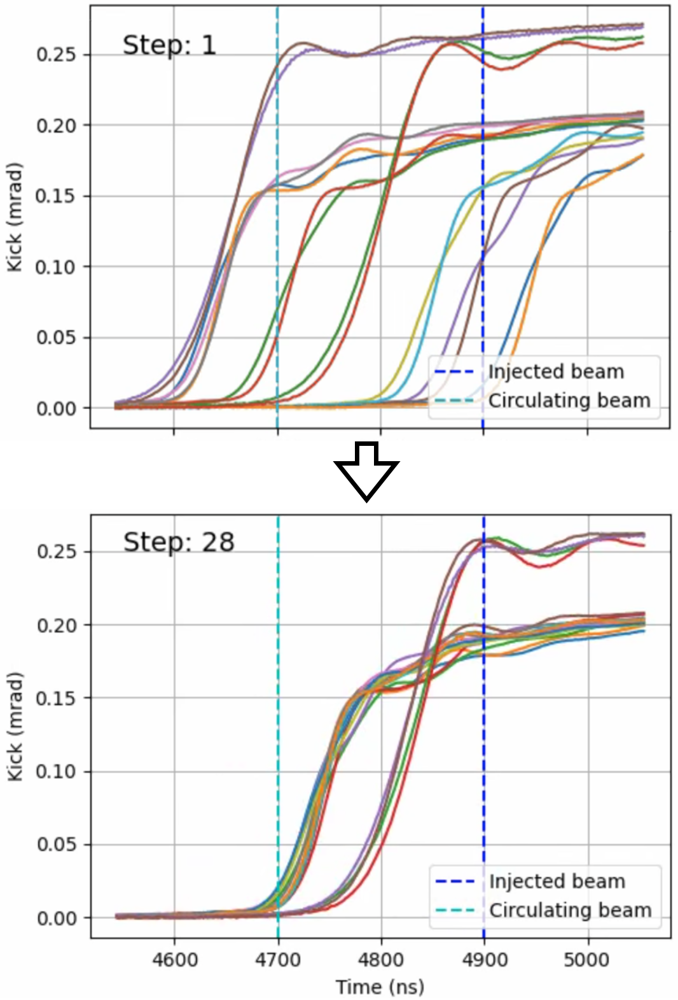 Step: 1
0.25
0.20
0.15
0.10
0.05
0.00
Kick (mrad)
Injected beam
Circulating beam
Step: 28
0.25
0.20
0.15
0.10
0.05
0.00
Kick (mrad)
Injected beam
Circulating beam
4600 4700 4800 4900 5000
Time (ns)